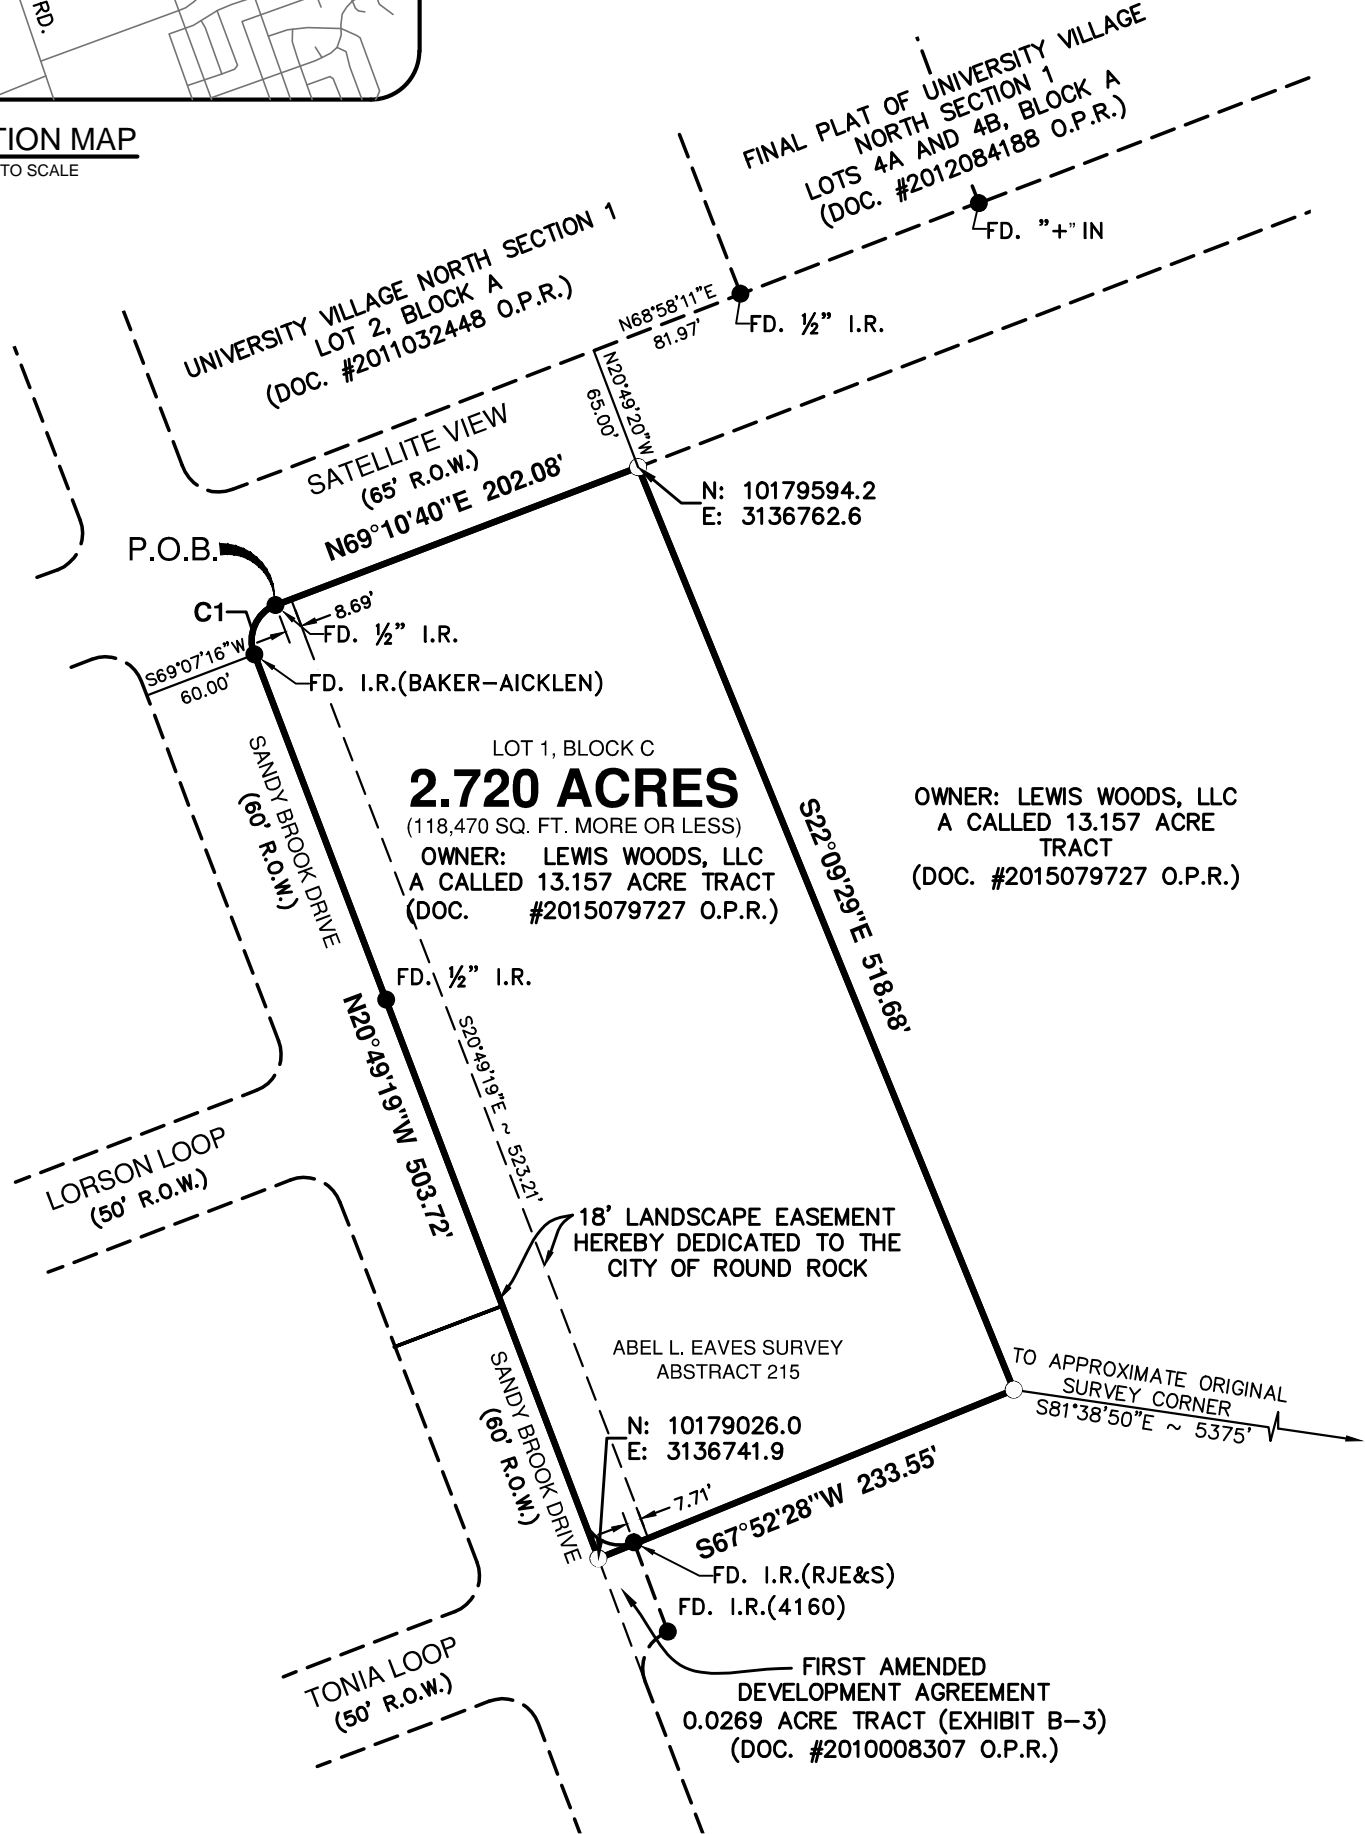 RD.
TION MAP
TO SCALE
FINAL PLAT OF UNIVERSITY VILLAGE
NORTH SECTION 1
LOTS 4A AND 4B, BLOCK A
(DOC. #2012084188 O.P.R.)
FD. "+" IN
UNIVERSITY VILLAGE NORTH SECTION 1
LOT 2, BLOCK A
(DOC. #2011032448 O.P.R.)
N68°58'11"E
81.97'
FD. ½" I.R.
N20°49'20"W
65.00'
SATELLITE VIEW
(65' R.O.W.)
N69°10'40"E 202.08'
N: 10179594.2
E: 3136762.6
P.O.B.
C1
8.69'
FD. ½" I.R.
S69°07'16"W
60.00'
FD. I.R.(BAKER-AICKLEN)
SANDY BROOK DRIVE
(60' R.O.W.)
LOT 1, BLOCK C
2.720 ACRES
(118,470 SQ. FT. MORE OR LESS)
OWNER: LEWIS WOODS, LLC
A CALLED 13.157 ACRE TRACT
(DOC. #2015079727 O.P.R.)
S22°09'29"E 518.68'
OWNER: LEWIS WOODS, LLC
A CALLED 13.157 ACRE
TRACT
(DOC. #2015079727 O.P.R.)
FD. ½" I.R.
N20°49'19"W 503.72'
S20°49'19"E ~ 523.21'
LORSON LOOP
(50' R.O.W.)
18' LANDSCAPE EASEMENT
HEREBY DEDICATED TO THE
CITY OF ROUND ROCK
ABEL L. EAVES SURVEY
ABSTRACT 215
TO APPROXIMATE ORIGINAL
SURVEY CORNER
S81°38'50"E ~ 5375'
SANDY BROOK DRIVE
(60' R.O.W.)
N: 10179026.0
E: 3136741.9
7.71'
S67°52'28"W 233.55'
FD. I.R.(RJE&S)
FD. I.R.(4160)
TONIA LOOP
(50' R.O.W.)
FIRST AMENDED
DEVELOPMENT AGREEMENT
0.0269 ACRE TRACT (EXHIBIT B-3)
(DOC. #2010008307 O.P.R.)